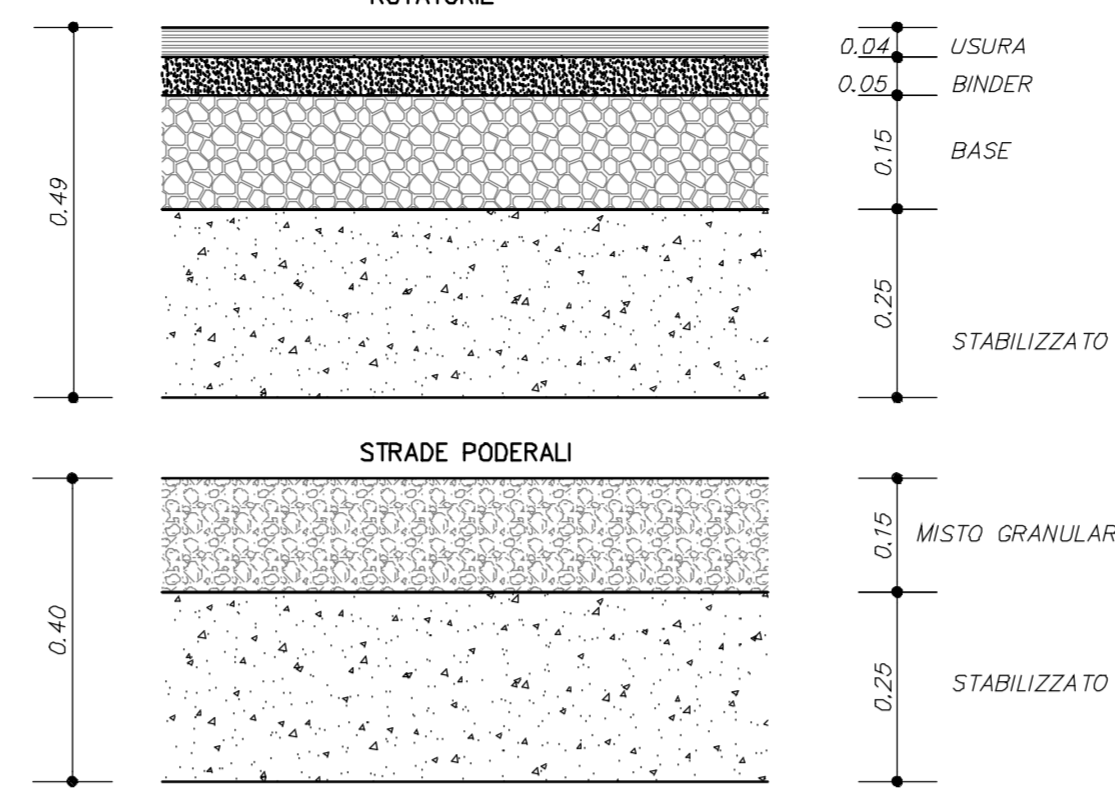 ROTATORIE
0.49
0.04 USURA
0.05 BINDER
0.15 BASE
0.25 STABILIZZATO
STRADE PODERALI
0.40
0.15 MISTO GRANULAR
0.25 STABILIZZATO